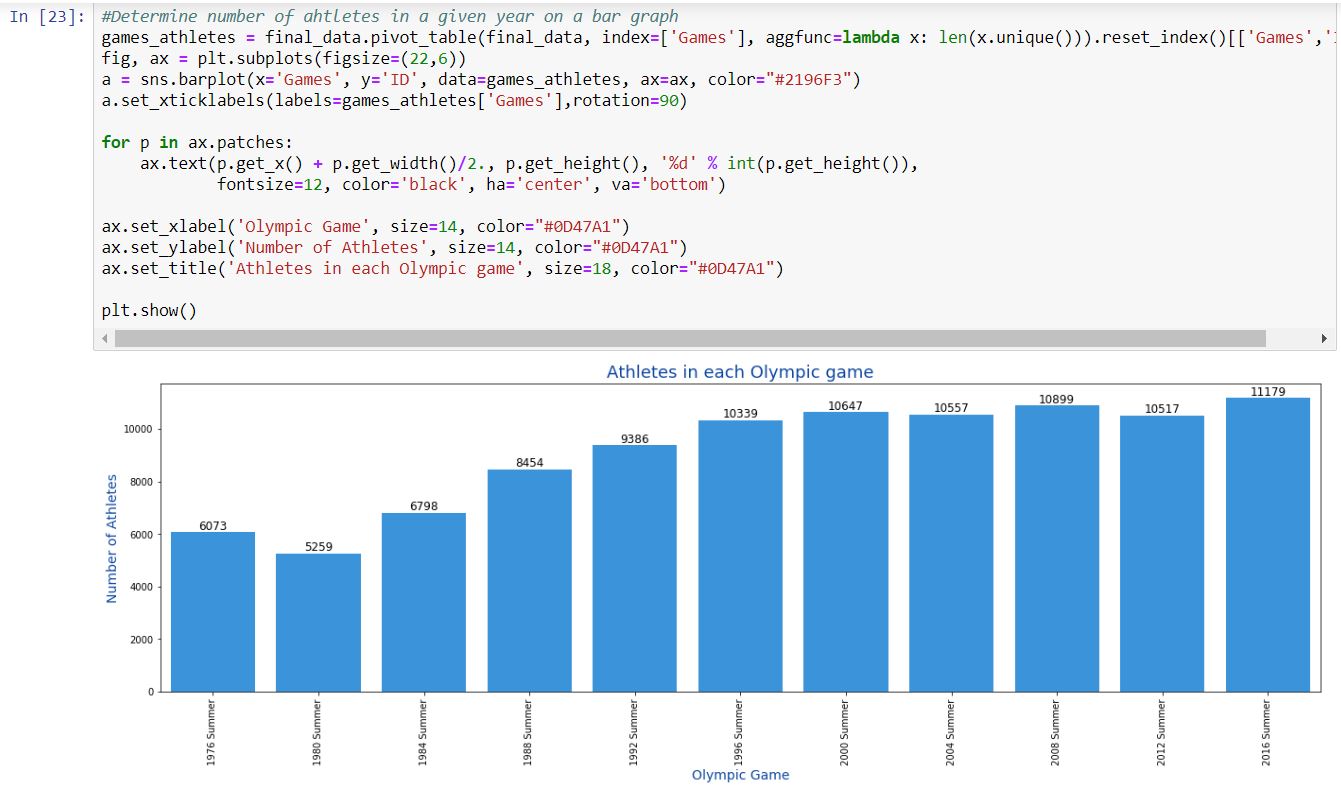 In [23]: #Determine number of ahtletes in a given year on a bar graph
games_athletes = final_data.pivot_table(final_data, index=['Games'], aggfunc=lambda x: len(x.unique())).reset_index()[['Games','
fig, ax = plt.subplots(figsize=(22,6))
a = sns.barplot(x='Games', y='ID', data=games_athletes, ax=ax, color="#2196F3")
a.set_xticklabels(labels=games_athletes['Games'],rotation=90)
for p in ax.patches:
ax.text(p.get_x() + p.get_width()/2., p.get_height(), '%d' % int(p.get_height()),
fontsize=12, color='black', ha='center', va='bottom')
ax.set_xlabel('Olympic Game', size=14, color="#0D47A1")
ax.set_ylabel('Number of Athletes', size=14, color="#0D47A1")
ax.set_title('Athletes in each Olympic game', size=18, color="#0D47A1")
plt.show()
Athletes in each Olympic game
Number of Athletes
10000
8000
6000
4000
2000
0
6073
5259
6798
8454
9386
10339
10647
10557
10899
10517
11179
1976 Summer
1980 Summer
1984 Summer
1988 Summer
1992 Summer
1996 Summer
2000 Summer
2004 Summer
2008 Summer
2012 Summer
2016 Summer
Olympic Game